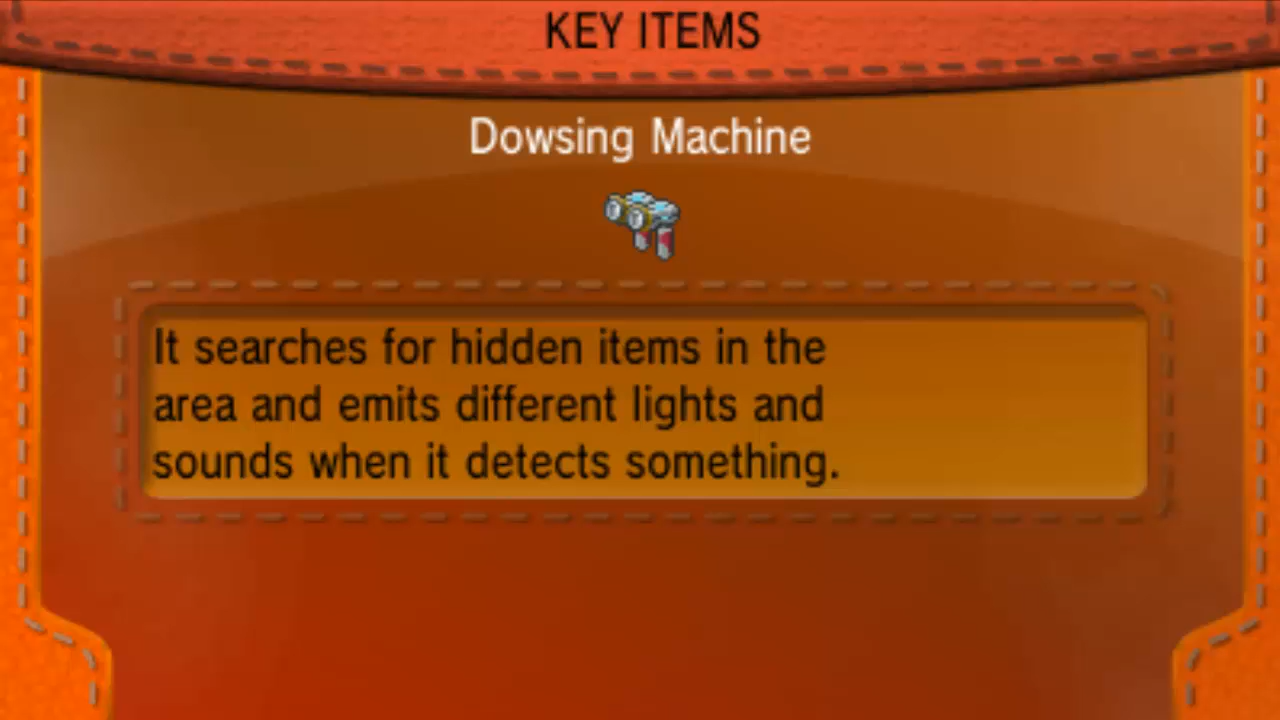 KEY ITEMS
Dowsing Machine
It searches for hidden items in the
area and emits different lights and
sounds when it detects something.